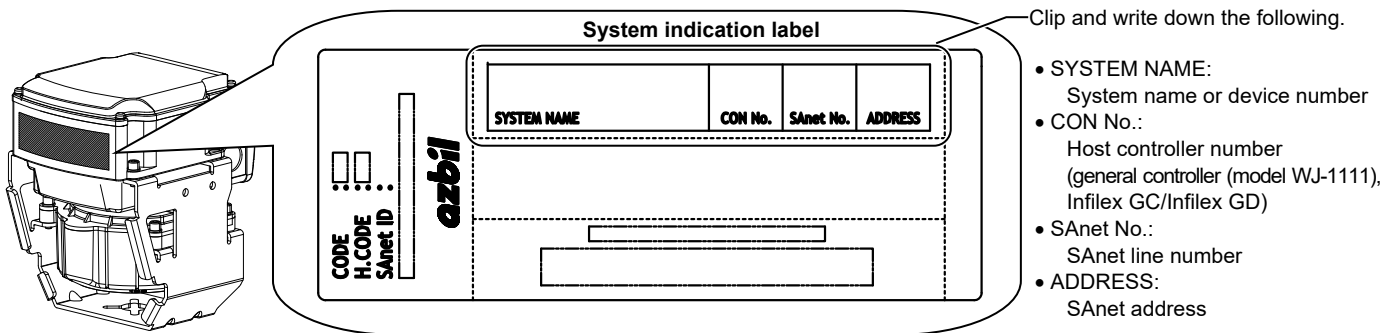 System indication label
Clip and write down the following.
SYSTEM NAME
CON No.
SAnet No.
ADDRESS
CODE :
H.CODE :
SAnet ID :
azbil
• SYSTEM NAME:
System name or device number
• CON No.:
Host controller number
(general controller (model WJ-1111),
Infilex GC/Infilex GD)
• SAnet No.:
SAnet line number
• ADDRESS:
SAnet address